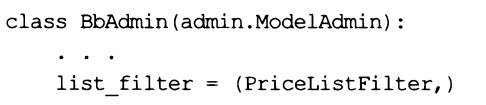 class BbAdmin(admin.ModelAdmin):
    . . .
    list_filter = (PriceListFilter,)